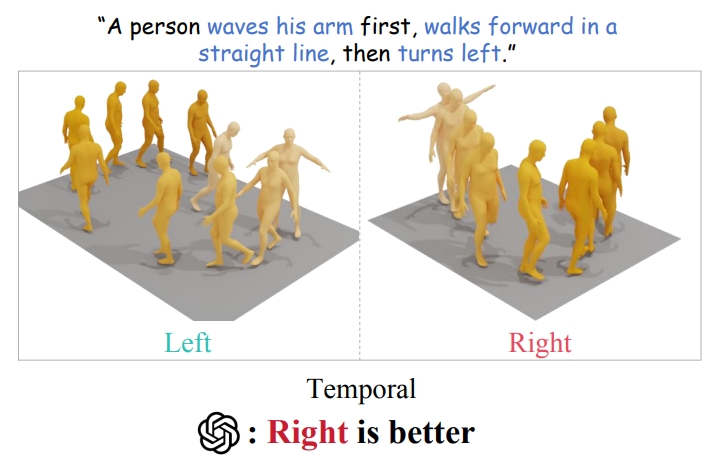 “A person waves his arm first, walks forward in a
straight line, then turns left.”
Left
Right
Temporal
: Right is better